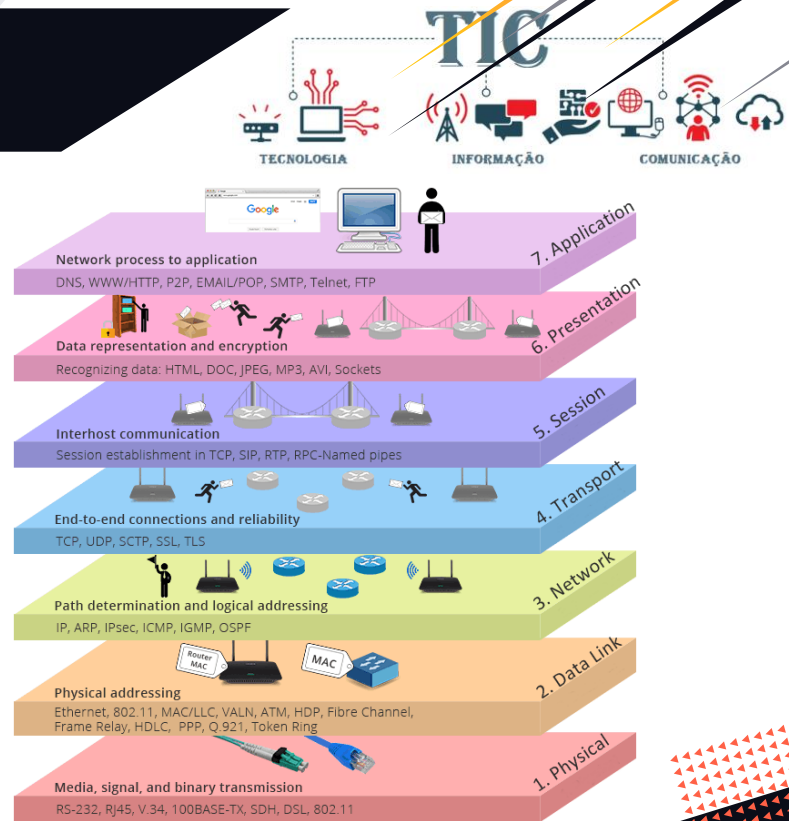 TIC
TECNOLOGIA
INFORMAÇÃO
COMUNICAÇÃO
Google
7. Application
Network process to application
DNS, WWW/HTTP, P2P, EMAIL/POP, SMTP, Telnet, FTP
6. Presentation
Data representation and encryption
Recognizing data: HTML, DOC, JPEG, MP3, AVI, Sockets
5. Session
Interhost communication
Session establishment in TCP, SIP, RTP, RPC-Named pipes
4. Transport
End-to-end connections and reliability
TCP, UDP, SCTP, SSL, TLS
3. Network
Path determination and logical addressing
IP, ARP, IPsec, ICMP, IGMP, OSPF
Router
MAC
MAC
2. Data Link
Physical addressing
Ethernet, 802.11, MAC/LLC, VALN, ATM, HDP, Fibre Channel,
Frame Relay, HDLC, PPP, Q.921, Token Ring
1. Physical
Media, signal, and binary transmission
RS-232, RJ45, V.34, 100BASE-TX, SDH, DSL, 802.11